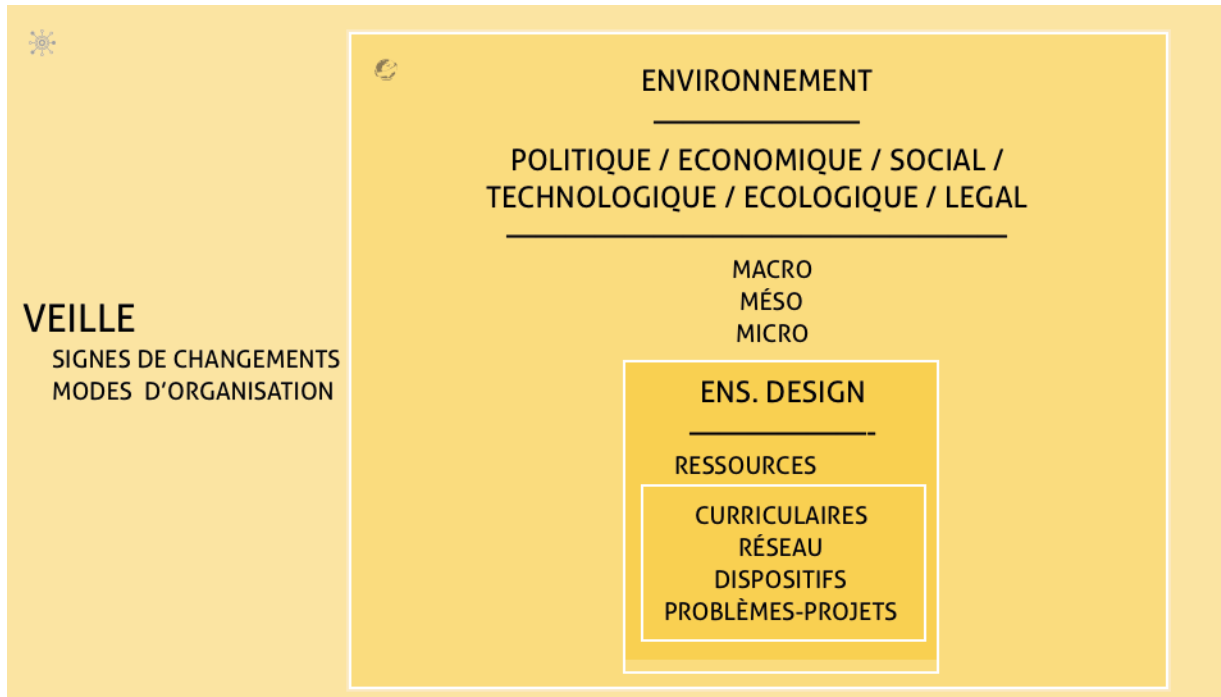 VEILLE
SIGNES DE CHANGEMENTS
MODES D'ORGANISATION
ENVIRONNEMENT
POLITIQUE / ECONOMIQUE / SOCIAL /
TECHNOLOGIQUE / ECOLOGIQUE / LEGAL
MACRO
MÉSO
MICRO
ENS. DESIGN
RESSOURCES
CURRICULAIRES
RÉSEAU
DISPOSITIFS
PROBLÈMES-PROJETS